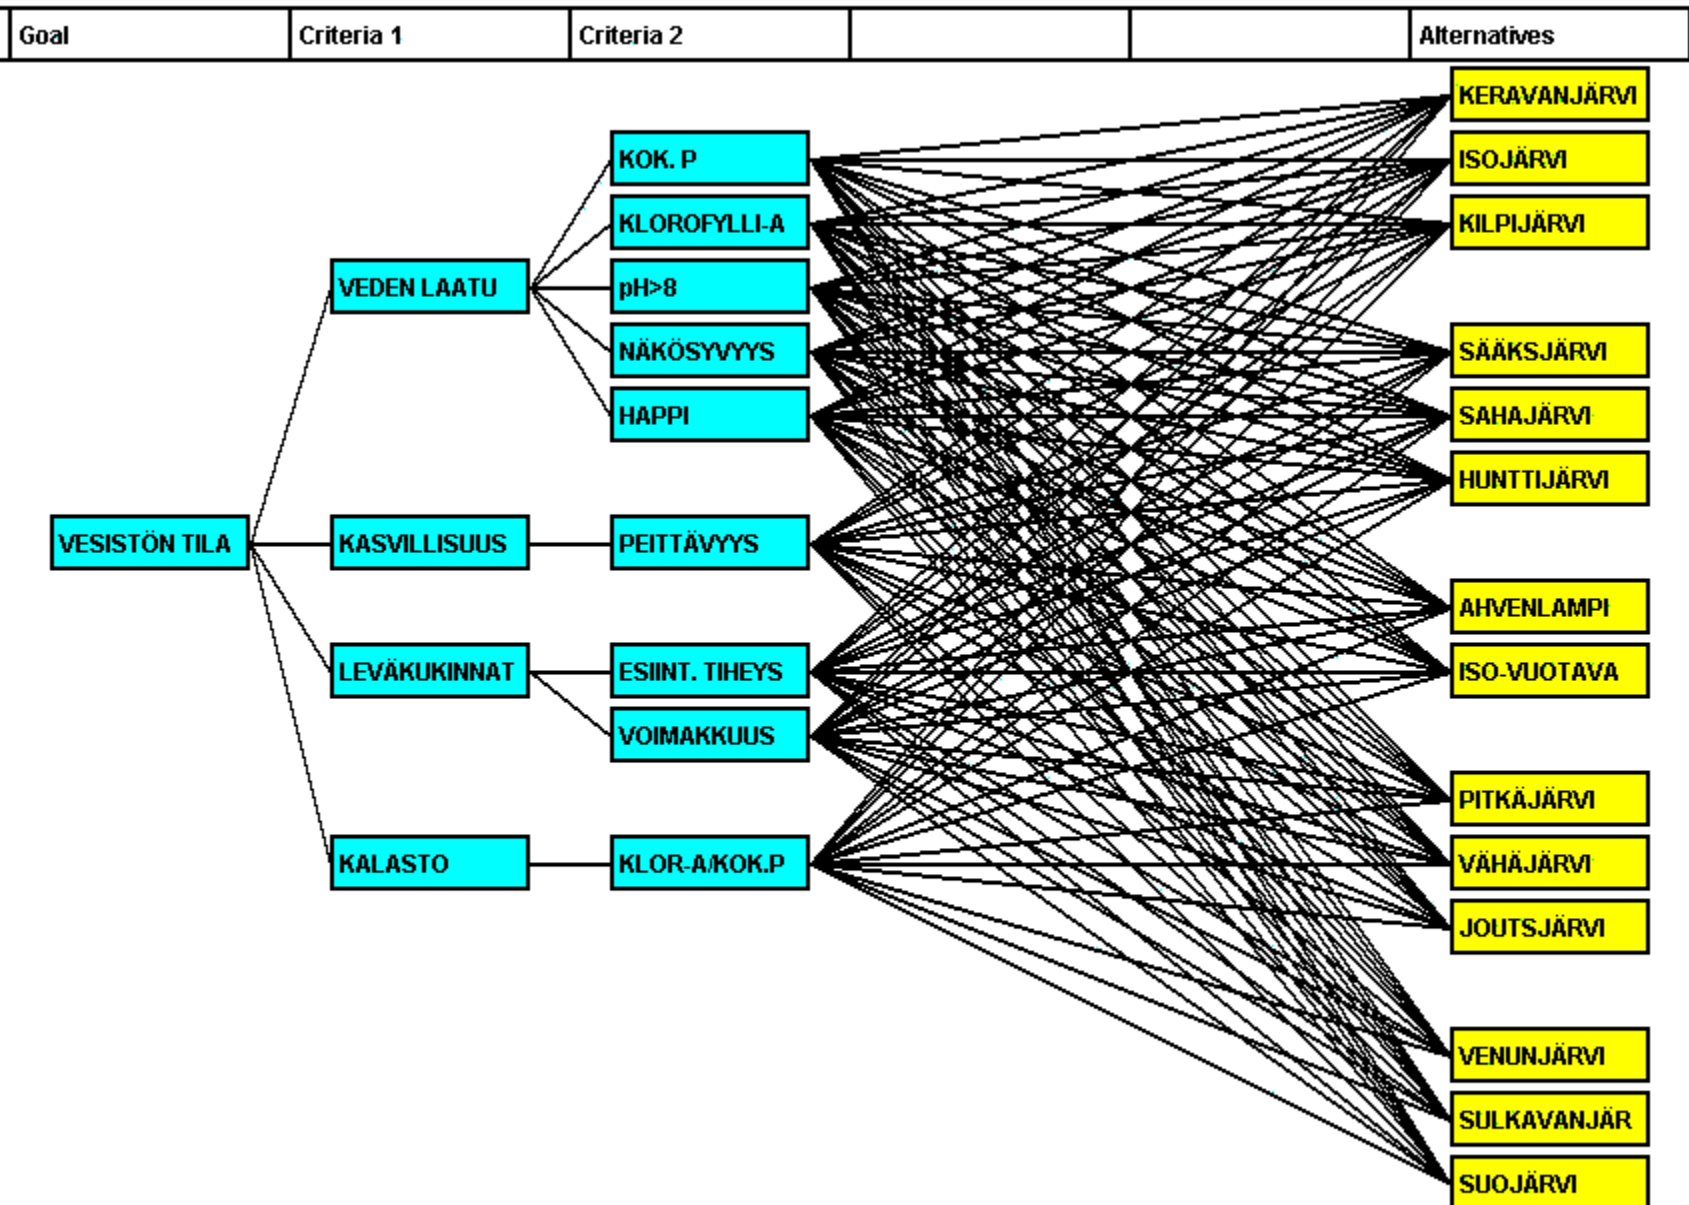 Goal
Criteria 1
Criteria 2
Alternatives
VESISTÖN TILA
VEDEN LAATU
KASVILLISUUS
LEVÄKUKINNAT
KALASTO
KOK. P
KLOROFYLLI-A
pH>8
NÄKÖSYVYYS
HAPPI
PEITTÄVYYS
ESIINT. TIHEYS
VOIMAKKUUS
KLOR-A/KOK.P
KERAVANJÄRVI
ISOJÄRVI
KILPIJÄRVI
SÄÄKSJÄRVI
SAHAJÄRVI
HUNTTIJÄRVI
AHVENLAMPI
ISO-VUOTAVA
PITKÄJÄRVI
VÄHÄJÄRVI
JOUTSJÄRVI
VENUNJÄRVI
SULKAVANJÄR
SUOJÄRVI